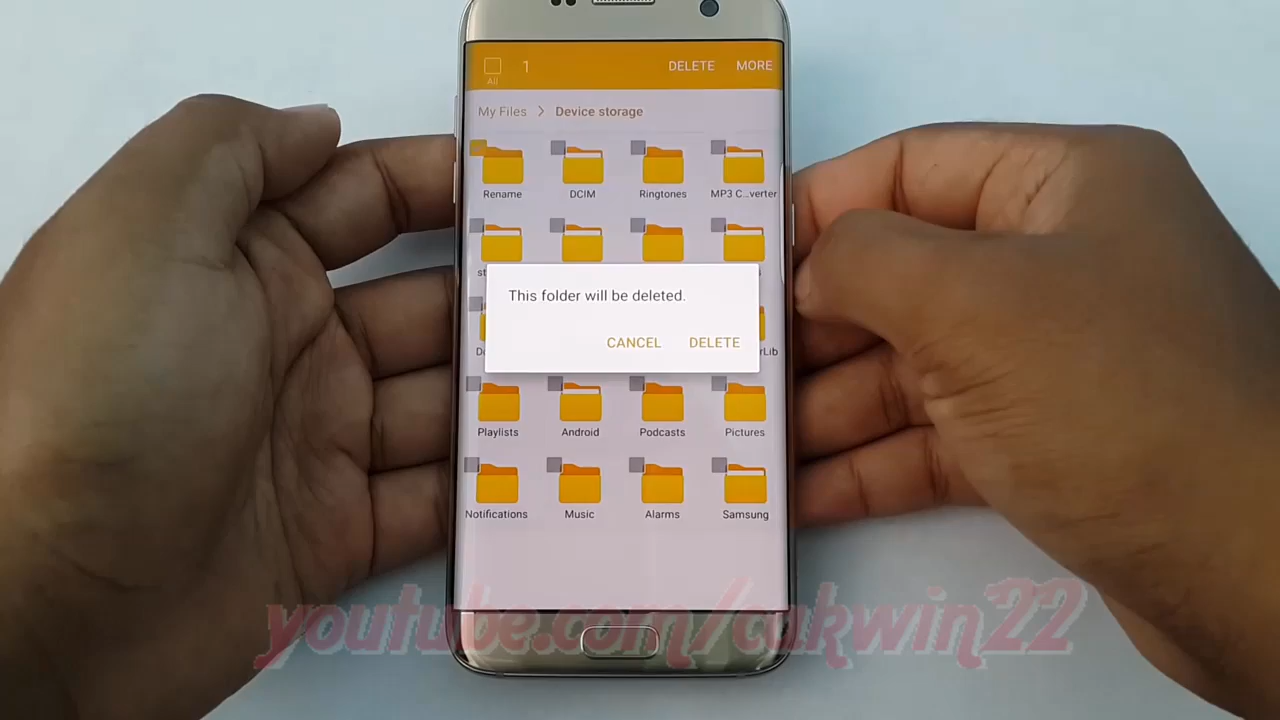 All 1 DELETE MORE
My Files > Device storage
Rename DCIM Ringtones MP3 C...verter
This folder will be deleted.
CANCEL DELETE
Playlists Android Podcasts Pictures
Notifications Music Alarms Samsung
youtube.com/cukwin22